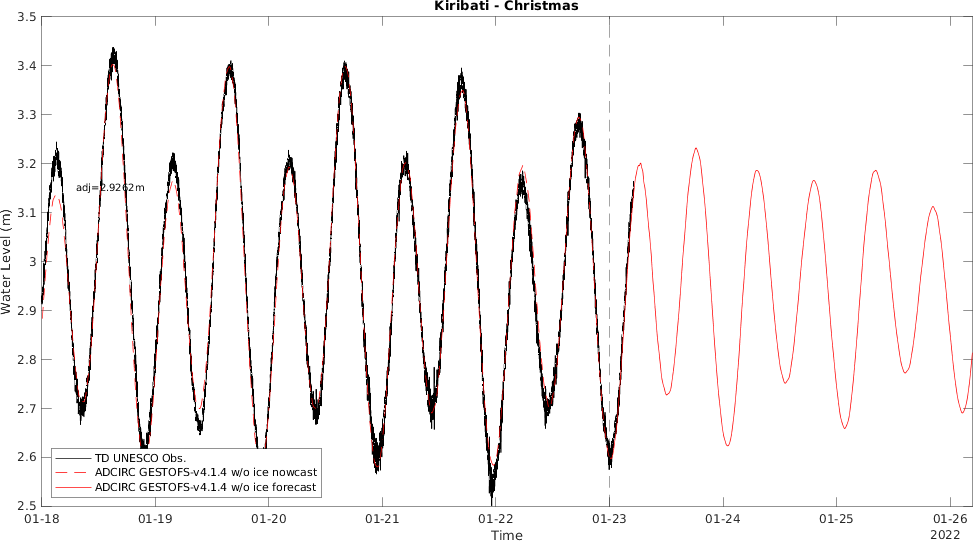 Kiribati - Christmas
3.5
3.4
3.3
3.2
3.1
3
2.9
2.8
2.7
2.6
2.5
Water Level (m)
adj=2.9262m
TD UNESCO Obs.
ADCIRC GESTOFS-v4.1.4 w/o ice nowcast
ADCIRC GESTOFS-v4.1.4 w/o ice forecast
01-18 01-19 01-20 01-21 01-22 01-23 01-24 01-25 01-26
Time
2022